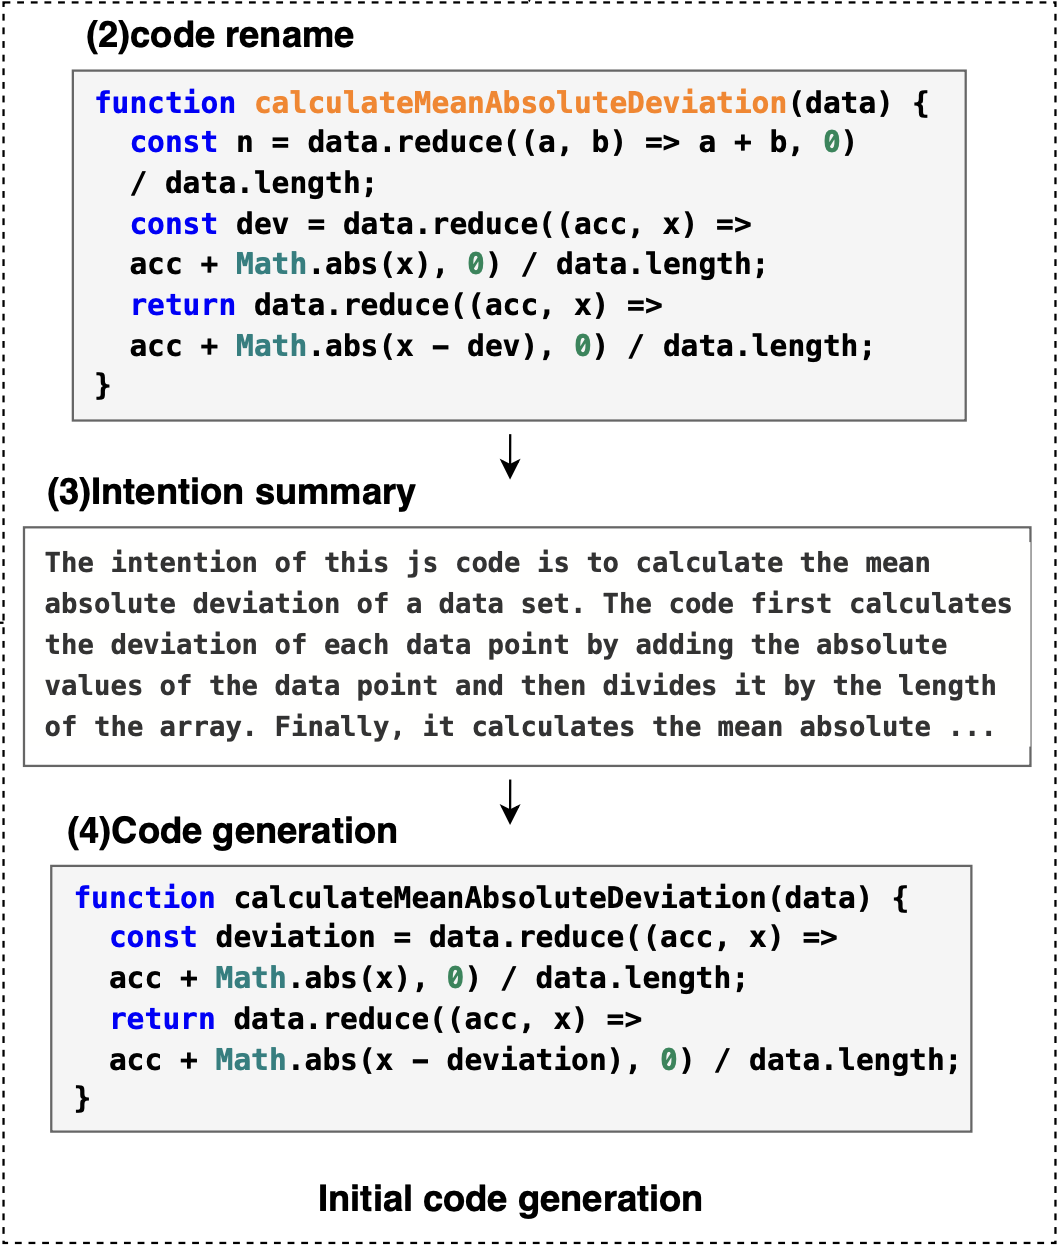 (2)code rename
function calculateMeanAbsoluteDeviation(data) {
const n = data.reduce((a, b) => a + b, 0)
/ data.length;
const dev = data.reduce((acc, x) =>
acc + Math.abs(x), 0) / data.length;
return data.reduce((acc, x) =>
acc + Math.abs(x − dev), 0) / data.length;
}
(3)Intention summary
The intention of this js code is to calculate the mean
absolute deviation of a data set. The code first calculates
the deviation of each data point by adding the absolute
values of the data point and then divides it by the length
of the array. Finally, it calculates the mean absolute ...
(4)Code generation
function calculateMeanAbsoluteDeviation(data) {
const deviation = data.reduce((acc, x) =>
acc + Math.abs(x), 0) / data.length;
return data.reduce((acc, x) =>
acc + Math.abs(x − deviation), 0) / data.length;
}
Initial code generation